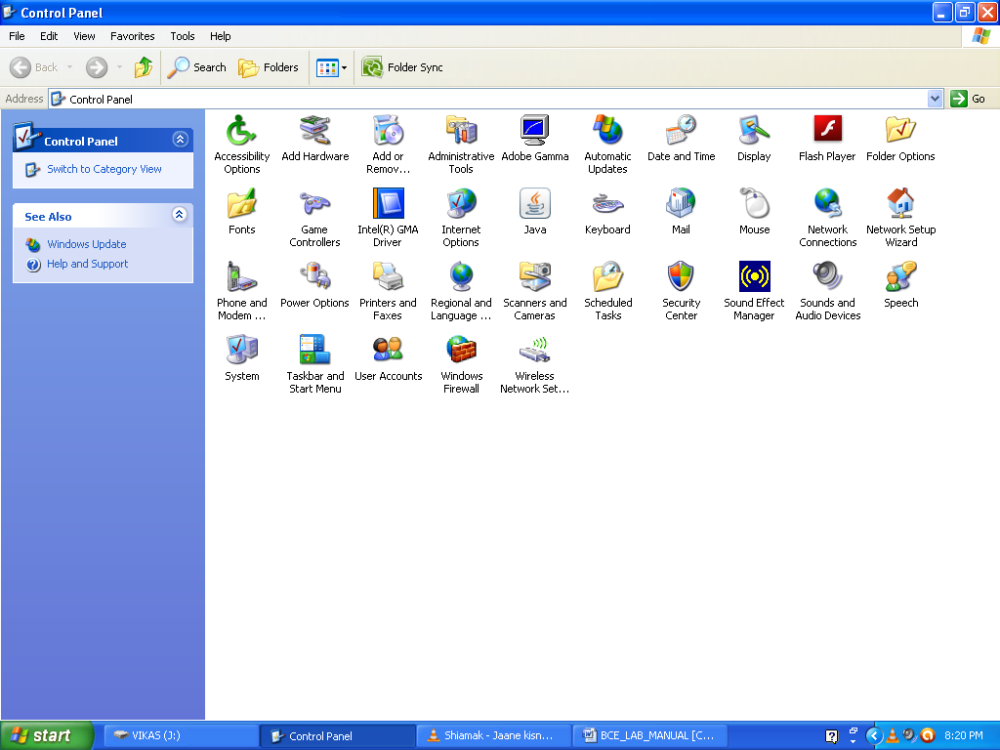 Control Panel
File Edit View Favorites Tools Help
Back Search Folders Folder Sync
Address Control Panel Go
Control Panel
Switch to Category View
See Also
Windows Update
Help and Support
Accessibility Options
Add Hardware
Add or Remov...
Administrative Tools
Adobe Gamma
Automatic Updates
Date and Time
Display
Flash Player
Folder Options
Fonts
Game Controllers
Intel(R) GMA Driver
Internet Options
Java
Keyboard
Mail
Mouse
Network Connections
Network Setup Wizard
Phone and Modem ...
Power Options
Printers and Faxes
Regional and Language ...
Scanners and Cameras
Scheduled Tasks
Security Center
Sound Effect Manager
Sounds and Audio Devices
Speech
System
Taskbar and Start Menu
User Accounts
Windows Firewall
Wireless Network Set...
start VIKAS (J:) Control Panel Shiamak - Jaane kisn... BCE_LAB_MANUAL [C... 8:20 PM